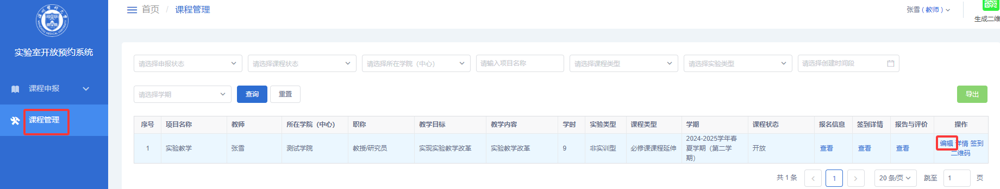 首页 / 课程管理
张雪 ( 教师 )
生成二维
WENZHOU MEDICAL UNIVERSITY
实验室开放预约系统
课程申报
课程管理
请选择申报状态
请选择课程状态
请选择所在学院（中心）
请输入项目名称
请选择课程类型
请选择实验类型
请选择创建时间段
请选择学期
查询
重置
导出
序号 项目名称 教师 所在学院（中心） 职称 教学目标 教学内容 学时 实验类型 课程类型 学期 课程状态 报名信息 签到详情 报告与评价 操作
1 实验教学 张雪 测试学院 教授/研究员 实现实验教学改革 实验教学改革 9 非实训型 必修课课程延伸
2024-2025学年春
夏学期（第二学
期）
开放 查看 查看 查看
编辑 详情 签到
二维码
共 1 条 < 1 > 20 条/页 跳至 1 页